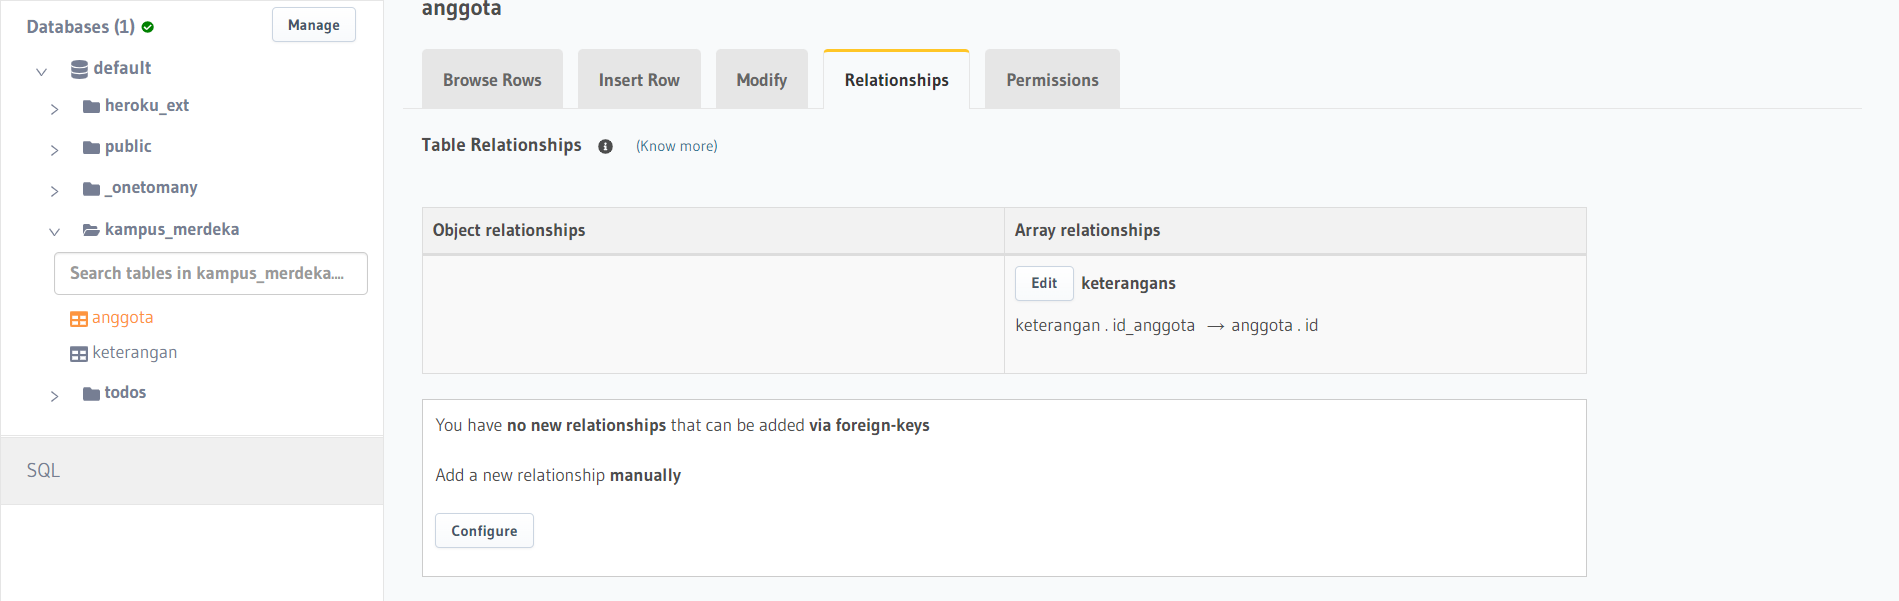 Databases (1)
Manage
default
heroku_ext
public
_onetomany
kampus_merdeka
Search tables in kampus_merdeka....
anggota
keterangan
todos
SQL
anggota
Browse Rows
Insert Row
Modify
Relationships
Permissions
Table Relationships (Know more)
Object relationships
Array relationships
Edit keterangans
keterangan . id_anggota → anggota . id
You have no new relationships that can be added via foreign-keys
Add a new relationship manually
Configure